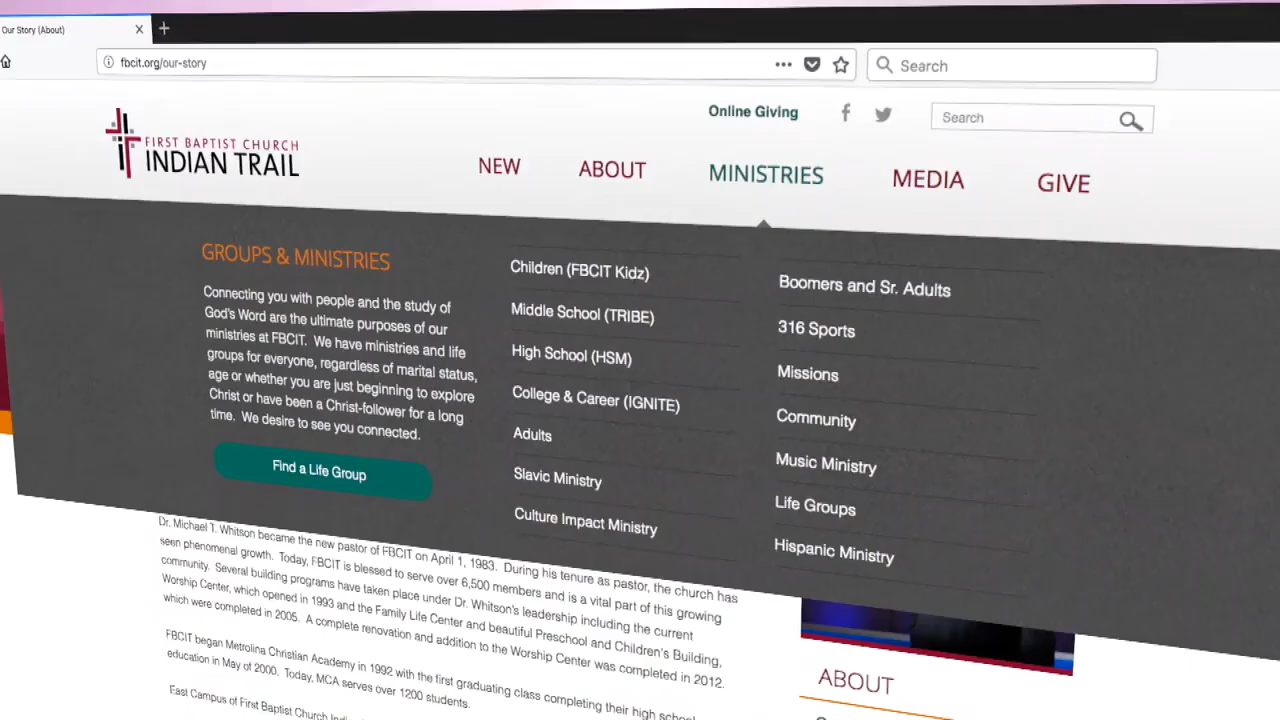 Our Story (About)
fbcit.org/our-story
Search
Online Giving
Search
FIRST BAPTIST CHURCH
INDIAN TRAIL
NEW
ABOUT
MINISTRIES
MEDIA
GIVE
GROUPS & MINISTRIES
Connecting you with people and the study of
God's Word are the ultimate purposes of our
ministries at FBCIT. We have ministries and life
groups for everyone, regardless of marital status,
age or whether you are just beginning to explore
Christ or have been a Christ-follower for a long
time. We desire to see you connected.
Find a Life Group
Children (FBCIT Kidz)
Middle School (TRIBE)
High School (HSM)
College & Career (IGNITE)
Adults
Slavic Ministry
Culture Impact Ministry
Boomers and Sr. Adults
316 Sports
Missions
Community
Music Ministry
Life Groups
Hispanic Ministry
Dr. Michael T. Whitson became the new pastor of FBCIT on April 1, 1983. During his tenure as pastor, the church has
seen phenomenal growth. Today, FBCIT is blessed to serve over 6,500 members and is a vital part of this growing
community. Several building programs have taken place under Dr. Whitson's leadership including the current
Worship Center, which opened in 1993 and the Family Life Center and beautiful Preschool and Children's Building,
which were completed in 2005. A complete renovation and addition to the Worship Center was completed in 2012.
FBCIT began Metrolina Christian Academy in 1992 with the first graduating class completing their high school
education in May of 2000. Today, MCA serves over 1200 students.
East Campus of First Baptist Church
ABOUT